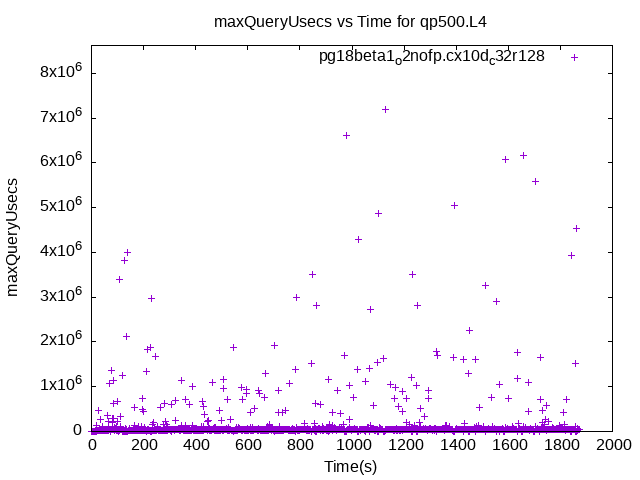 maxQueryUsecs vs Time for qp500.L4
pg18beta1_o2nofp.cx10d_c32r128
8x10^6
7x10^6
6x10^6
5x10^6
4x10^6
3x10^6
2x10^6
1x10^6
0
maxQueryUsecs
0 200 400 600 800 1000 1200 1400 1600 1800 2000
Time(s)